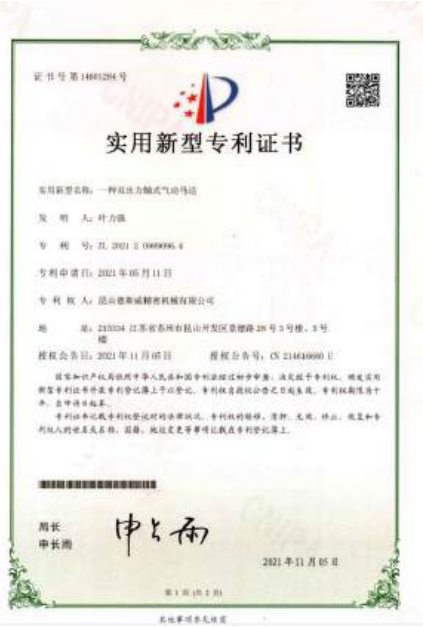 证书号第14601284号
实用新型专利证书
实用新型名称：一种双出力轴式气动马达
发 明 人：叶力强
专 利 号：ZL 2021 2 0989096.4
专利申请日：2021年05月11日
专 利 权 人：昆山德斯威精密机械有限公司
地 址：215334 江苏省苏州市昆山开发区景德路28号3号楼、5号
楼
授权公告日：2021年11月05日 授权公告号：CN 214616660 U
国家知识产权局依照中华人民共和国专利法经过初步审查，决定授予专利权，颁发实用
新型专利证书并在专利登记簿上予以登记。专利权自授权公告之日起生效。专利权期限为十
年，自申请日起算。
专利证书记载专利权登记时的法律状况。专利权的转移、质押、无效、终止、恢复和专
利权人的姓名或名称、国籍、地址变更等事项记载在专利登记簿上。
局长
申长雨
申长雨
2021年11月05日
第 1 页 (共 2 页)
其他事项参见续页